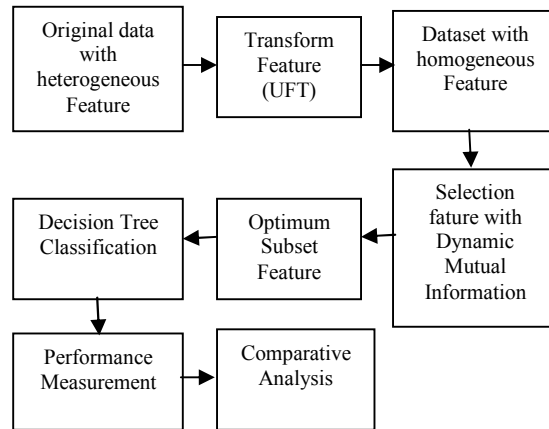 Original data
with
heterogeneous
Feature
Transform
Feature
(UFT)
Dataset with
homogeneous
Feature
Selection
fature with
Dynamic
Mutual
Information
Optimum
Subset
Feature
Decision Tree
Classification
Performance
Measurement
Comparative
Analysis